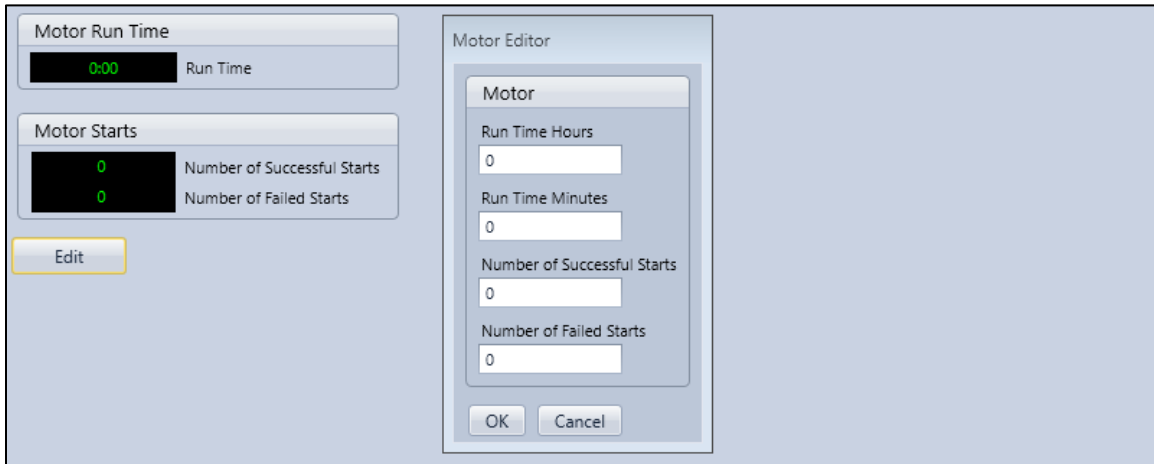 Motor Run Time
0:00 Run Time
Motor Starts
0 Number of Successful Starts
0 Number of Failed Starts
Edit
Motor Editor
Motor
Run Time Hours
0
Run Time Minutes
0
Number of Successful Starts
0
Number of Failed Starts
0
OK Cancel